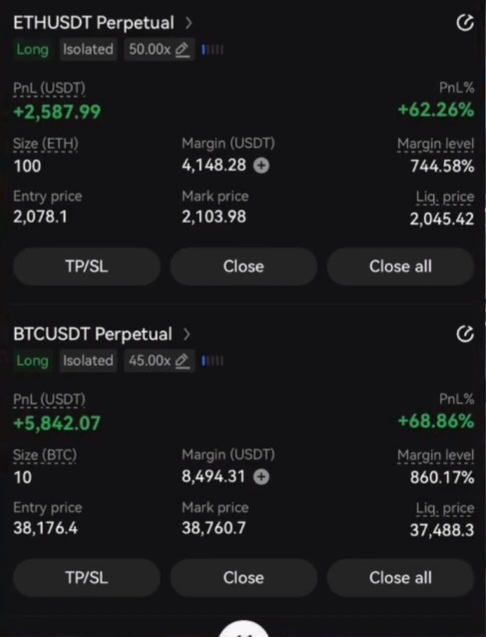 ETHUSDT Perpetual
Long Isolated 50.00x
PnL (USDT) PnL%
+2,587.99 +62.26%
Size (ETH) Margin (USDT) Margin level
100 4,148.28 744.58%
Entry price Mark price Liq. price
2,078.1 2,103.98 2,045.42
TP/SL Close Close all
BTCUSDT Perpetual
Long Isolated 45.00x
PnL (USDT) PnL%
+5,842.07 +68.86%
Size (BTC) Margin (USDT) Margin level
10 8,494.31 860.17%
Entry price Mark price Liq. price
38,176.4 38,760.7 37,488.3
TP/SL Close Close all